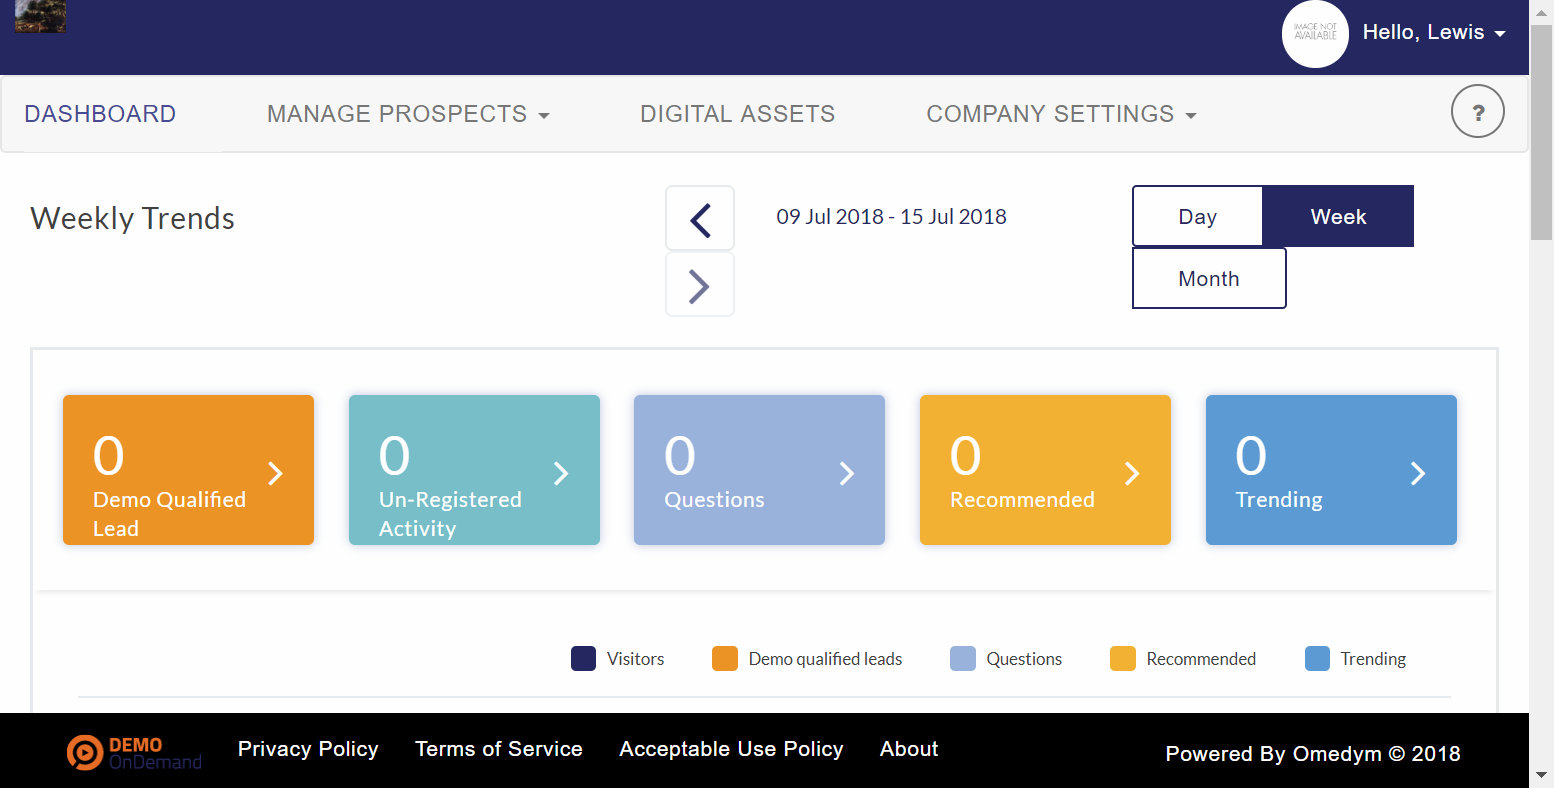 IMAGE NOT
AVAILABLE
Hello, Lewis
DASHBOARD
MANAGE PROSPECTS
DIGITAL ASSETS
COMPANY SETTINGS
?
Weekly Trends
09 Jul 2018 - 15 Jul 2018
Day
Week
Month
0
Demo Qualified
Lead
0
Un-Registered
Activity
0
Questions
0
Recommended
0
Trending
Visitors
Demo qualified leads
Questions
Recommended
Trending
DEMO
OnDemand
Privacy Policy
Terms of Service
Acceptable Use Policy
About
Powered By Omedym © 2018